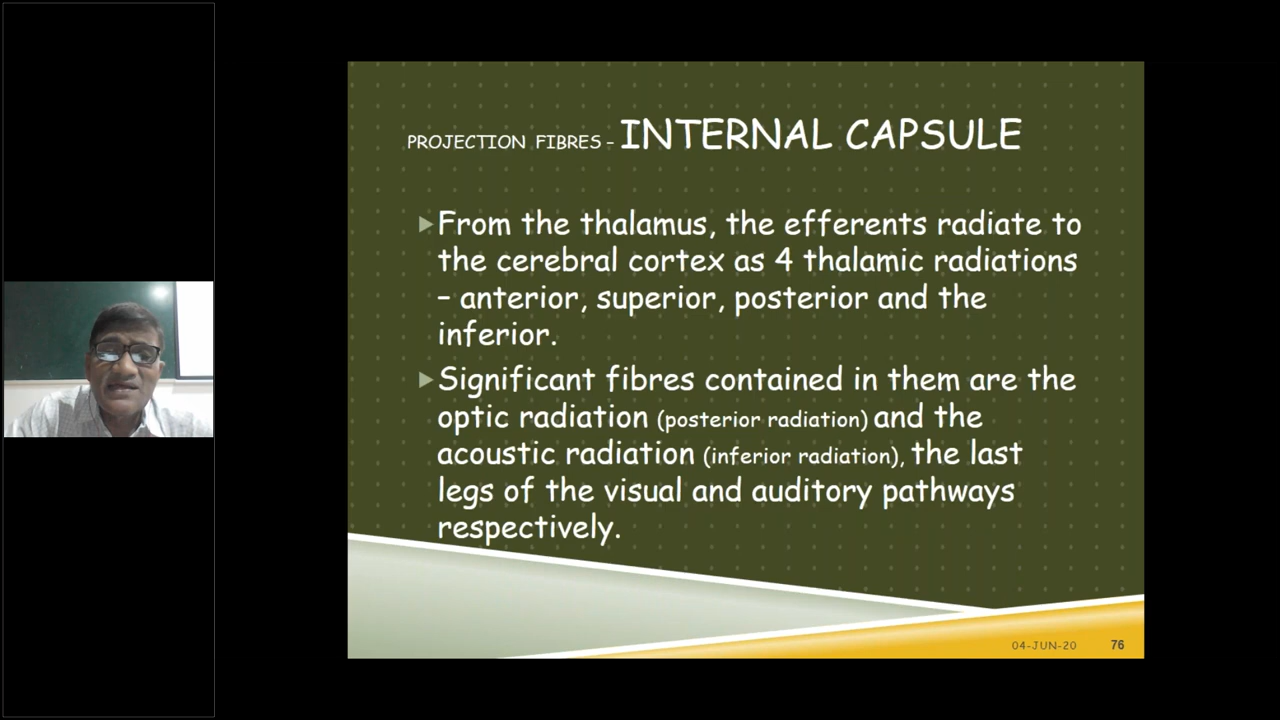 PROJECTION FIBRES – INTERNAL CAPSULE
From the thalamus, the efferents radiate to
the cerebral cortex as 4 thalamic radiations
– anterior, superior, posterior and the
inferior.
Significant fibres contained in them are the
optic radiation (posterior radiation) and the
acoustic radiation (inferior radiation), the last
legs of the visual and auditory pathways
respectively.
04-JUN-20 76